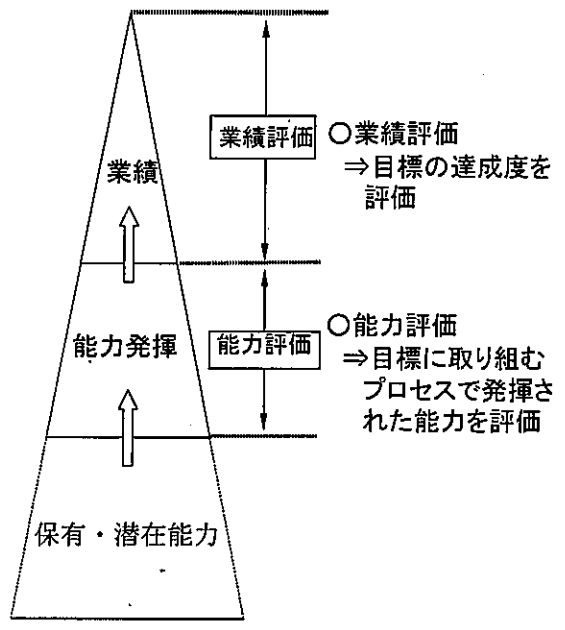 業績評価
〇業績評価
⇒目標の達成度を
評価
業績
能力発揮
能力評価
〇能力評価
⇒目標に取り組む
プロセスで発揮さ
れた能力を評価
保有・潜在能力